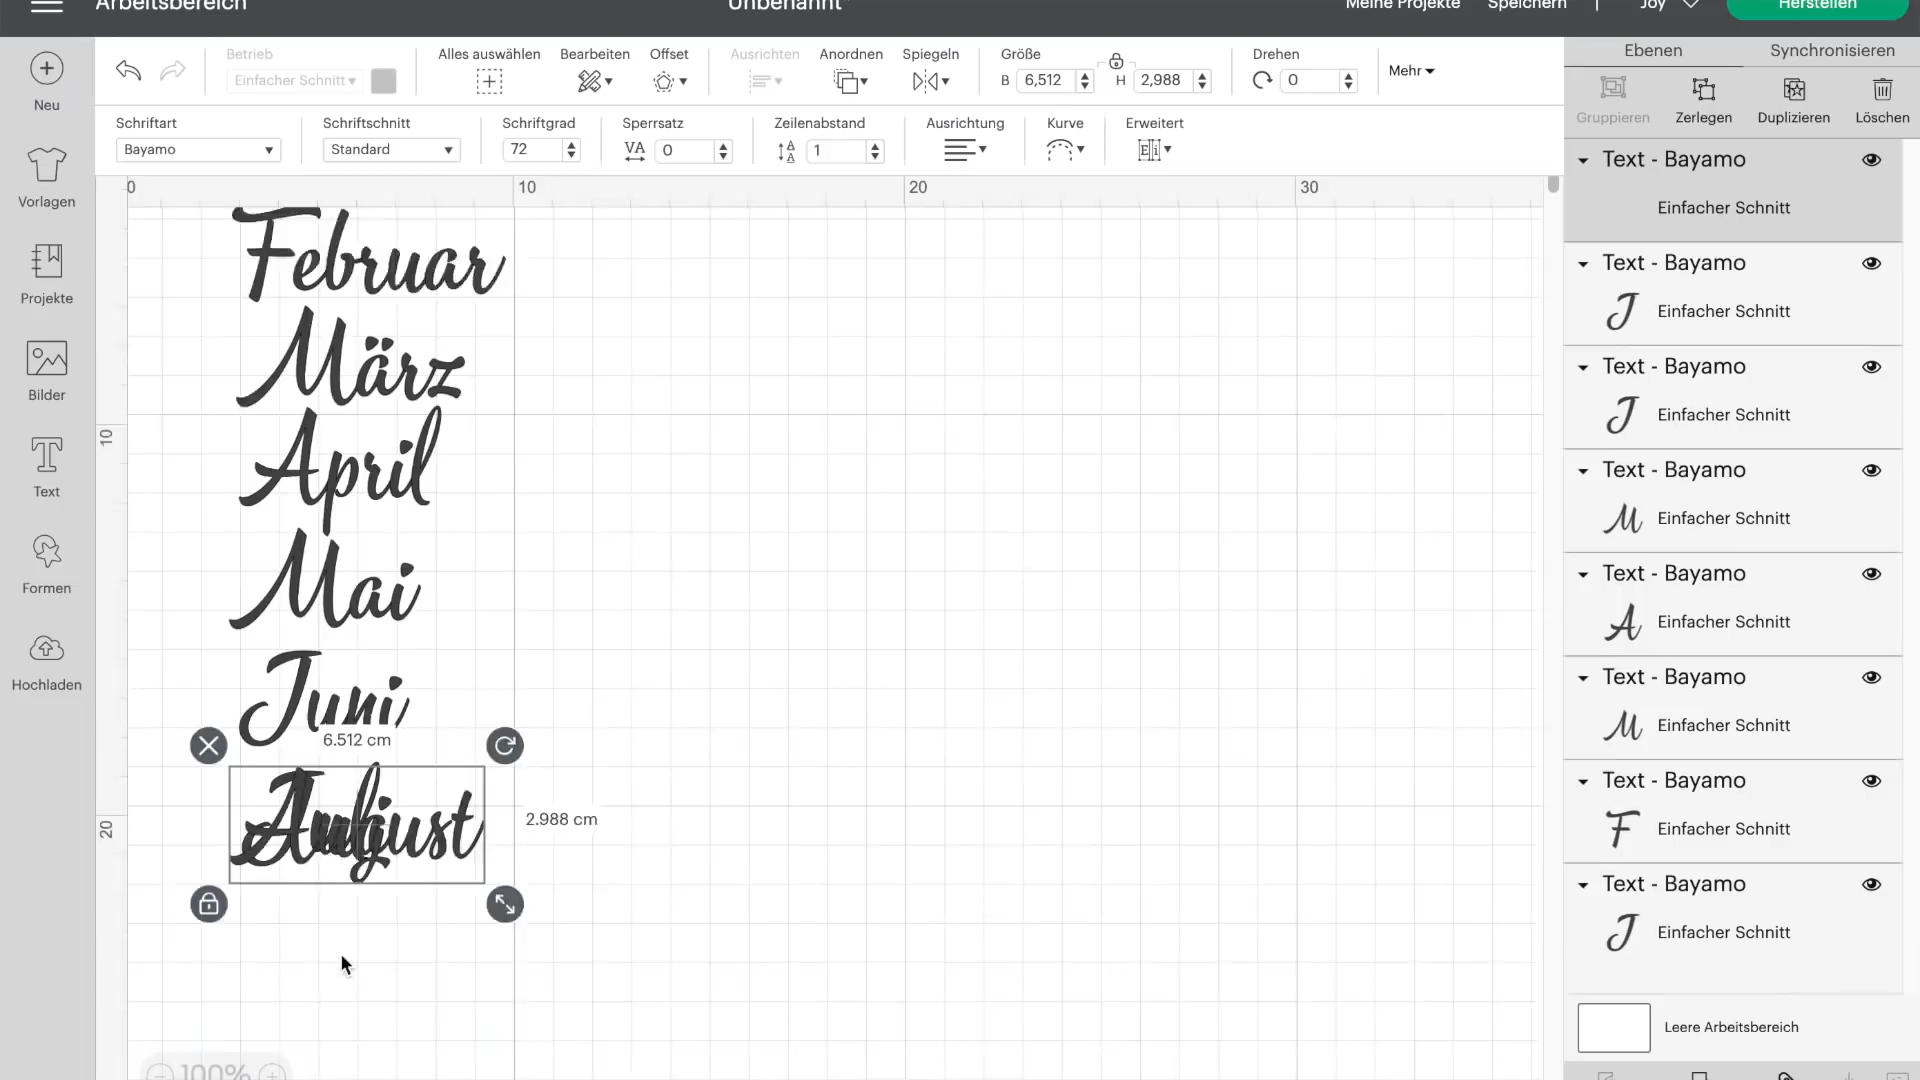 Arbeitsbereich
Unbenannt*
Meine Projekte
Speichern
|
Joy
Herstellen
Neu
Vorlagen
Projekte
Bilder
Text
Formen
Hochladen
Betrieb
Einfacher Schnitt
Alles auswählen
Bearbeiten
Offset
Ausrichten
Anordnen
Spiegeln
Größe
B 6,512
H 2,988
Drehen
0
Mehr
Schriftart
Bayamo
Schriftschnitt
Standard
Schriftgrad
72
Sperrsatz
VA 0
Zeilenabstand
1
Ausrichtung
Kurve
Erweitert
0 10 20 30
10
20
Februar
März
April
Mai
Juni
6.512 cm
August
2.988 cm
100%
Ebenen
Synchronisieren
Gruppieren
Zerlegen
Duplizieren
Löschen
Text - Bayamo
Einfacher Schnitt
Text - Bayamo
J Einfacher Schnitt
Text - Bayamo
J Einfacher Schnitt
Text - Bayamo
M Einfacher Schnitt
Text - Bayamo
A Einfacher Schnitt
Text - Bayamo
M Einfacher Schnitt
Text - Bayamo
F Einfacher Schnitt
Text - Bayamo
J Einfacher Schnitt
Leere Arbeitsbereich